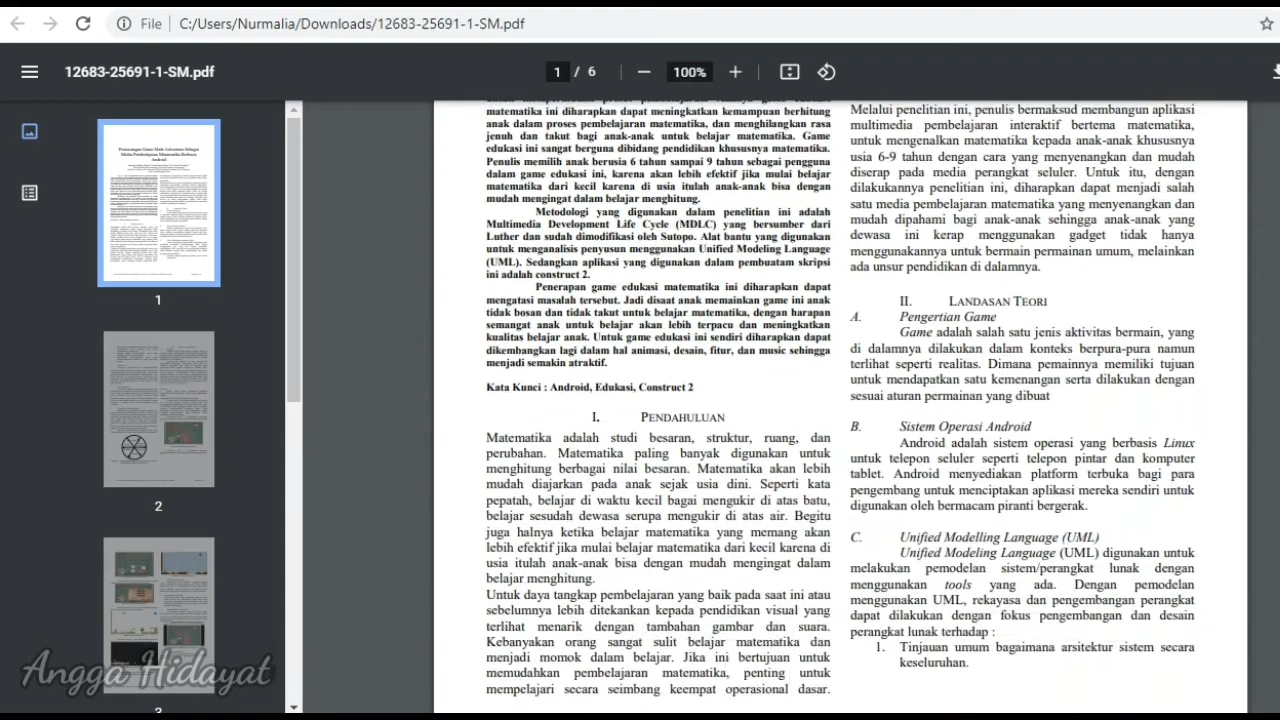 File
C:/Users/Nurmalia/Downloads/12683-25691-1-SM.pdf
12683-25691-1-SM.pdf
1 / 6
100%
matematika ini diharapkan dapat meningkatkan kemampuan berhitung
anak dalam proses pembelajaran matematika, dan menghilangkan rasa
jenuh dan takut bagi anak-anak untuk belajar matematika. Game
edukasi ini sangat berguna dibidang pendidikan khususnya matematika.
Penulis memilih anak berusia 6 tahun sampai 9 tahun sebagai pengguna
dalam game edukasi ini, karena akan lebih efektif jika mulai belajar
matematika dari kecil karena di usia itulah anak-anak bisa dengan
mudah mengingat dalam belajar menghitung.
Metodologi yang digunakan dalam penelitian ini adalah
Multimedia Development Life Cycle (MDLC) yang bersumber dari
Luther dan sudah dimodifikasi oleh Sutopo. Alat bantu yang digunakan
untuk menganalisis penyusun menggunakan Unified Modeling Language
(UML). Sedangkan aplikasi yang digunakan dalam pembuatam skripsi
ini adalah construct 2.
Penerapan game edukasi matematika ini diharapkan dapat
mengatasi masalah tersebut. Jadi disaat anak memainkan game ini anak
tidak bosan dan tidak takut untuk belajar matematika, dengan harapan
semangat anak untuk belajar akan lebih terpacu dan meningkatkan
kualitas belajar anak. Untuk game edukasi ini sendiri diharapkan dapat
dikembangkan lagi dalam hal animasi, desain, fitur, dan music sehingga
menjadi semakin atraktif.
Kata Kunci : Android, Edukasi, Construct 2
I. PENDAHULUAN
Matematika adalah studi besaran, struktur, ruang, dan
perubahan. Matematika paling banyak digunakan untuk
menghitung berbagai nilai besaran. Matematika akan lebih
mudah diajarkan pada anak sejak usia dini. Seperti kata
pepatah, belajar di waktu kecil bagai mengukir di atas batu,
belajar sesudah dewasa serupa mengukir di atas air. Begitu
juga halnya ketika belajar matematika yang memang akan
lebih efektif jika mulai belajar matematika dari kecil karena di
usia itulah anak-anak bisa dengan mudah mengingat dalam
belajar menghitung.
Untuk daya tangkap pembelajaran yang baik pada saat ini atau
sebelumnya lebih ditekankan kepada pendidikan visual yang
terlihat menarik dengan tambahan gambar dan suara.
Kebanyakan orang sangat sulit belajar matematika dan
menjadi momok dalam belajar. Jika ini bertujuan untuk
memudahkan pembelajaran matematika, penting untuk
mempelajari secara seimbang keempat operasional dasar.
Melalui penelitian ini, penulis bermaksud membangun aplikasi
multimedia pembelajaran interaktif bertema matematika,
untuk mengenalkan matematika kepada anak-anak khususnya
usia 6-9 tahun dengan cara yang menyenangkan dan mudah
diserap pada media perangkat seluler. Untuk itu, dengan
dilakukannya penelitian ini, diharapkan dapat menjadi salah
satu media pembelajaran matematika yang menyenangkan dan
mudah dipahami bagi anak-anak sehingga anak-anak yang
dewasa ini kerap menggunakan gadget tidak hanya
menggunakannya untuk bermain permainan umum, melainkan
ada unsur pendidikan di dalamnya.
II. LANDASAN TEORI
A. Pengertian Game
Game adalah salah satu jenis aktivitas bermain, yang
di dalamnya dilakukan dalam konteks berpura-pura namun
terlihat seperti realitas. Dimana pemainnya memiliki tujuan
untuk mendapatkan satu kemenangan serta dilakukan dengan
sesuai aturan permainan yang dibuat
B. Sistem Operasi Android
Android adalah sistem operasi yang berbasis Linux
untuk telepon seluler seperti telepon pintar dan komputer
tablet. Android menyediakan platform terbuka bagi para
pengembang untuk menciptakan aplikasi mereka sendiri untuk
digunakan oleh bermacam piranti bergerak.
C. Unified Modelling Language (UML)
Unified Modeling Language (UML) digunakan untuk
melakukan pemodelan sistem/perangkat lunak dengan
menggunakan tools yang ada. Dengan pemodelan
menggunakan UML, rekayasa dan pengembangan perangkat
dapat dilakukan dengan fokus pengembangan dan desain
perangkat lunak terhadap :
1. Tinjauan umum bagaimana arsitektur sistem secara
keseluruhan.
1
2
3
Angga Hidayat